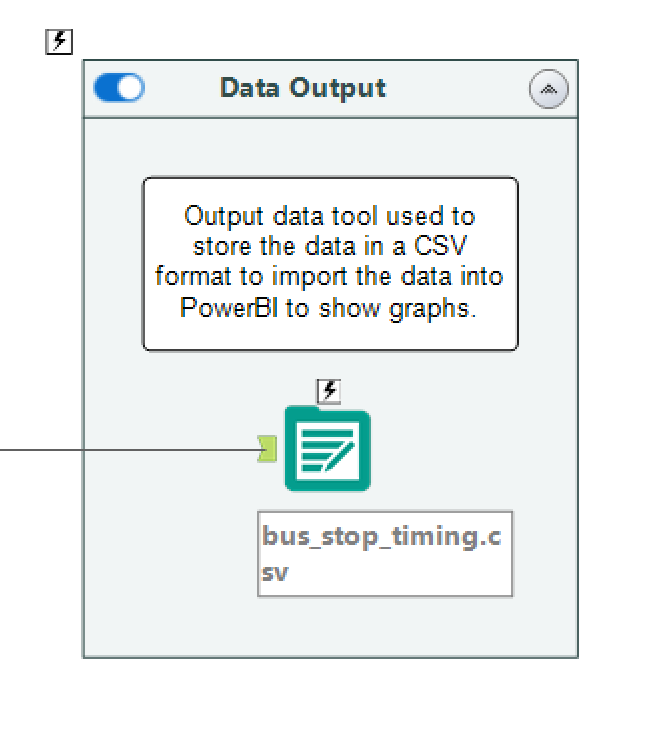 Data Output
Output data tool used to
store the data in a CSV
format to import the data into
PowerBI to show graphs.
bus_stop_timing.c
sv